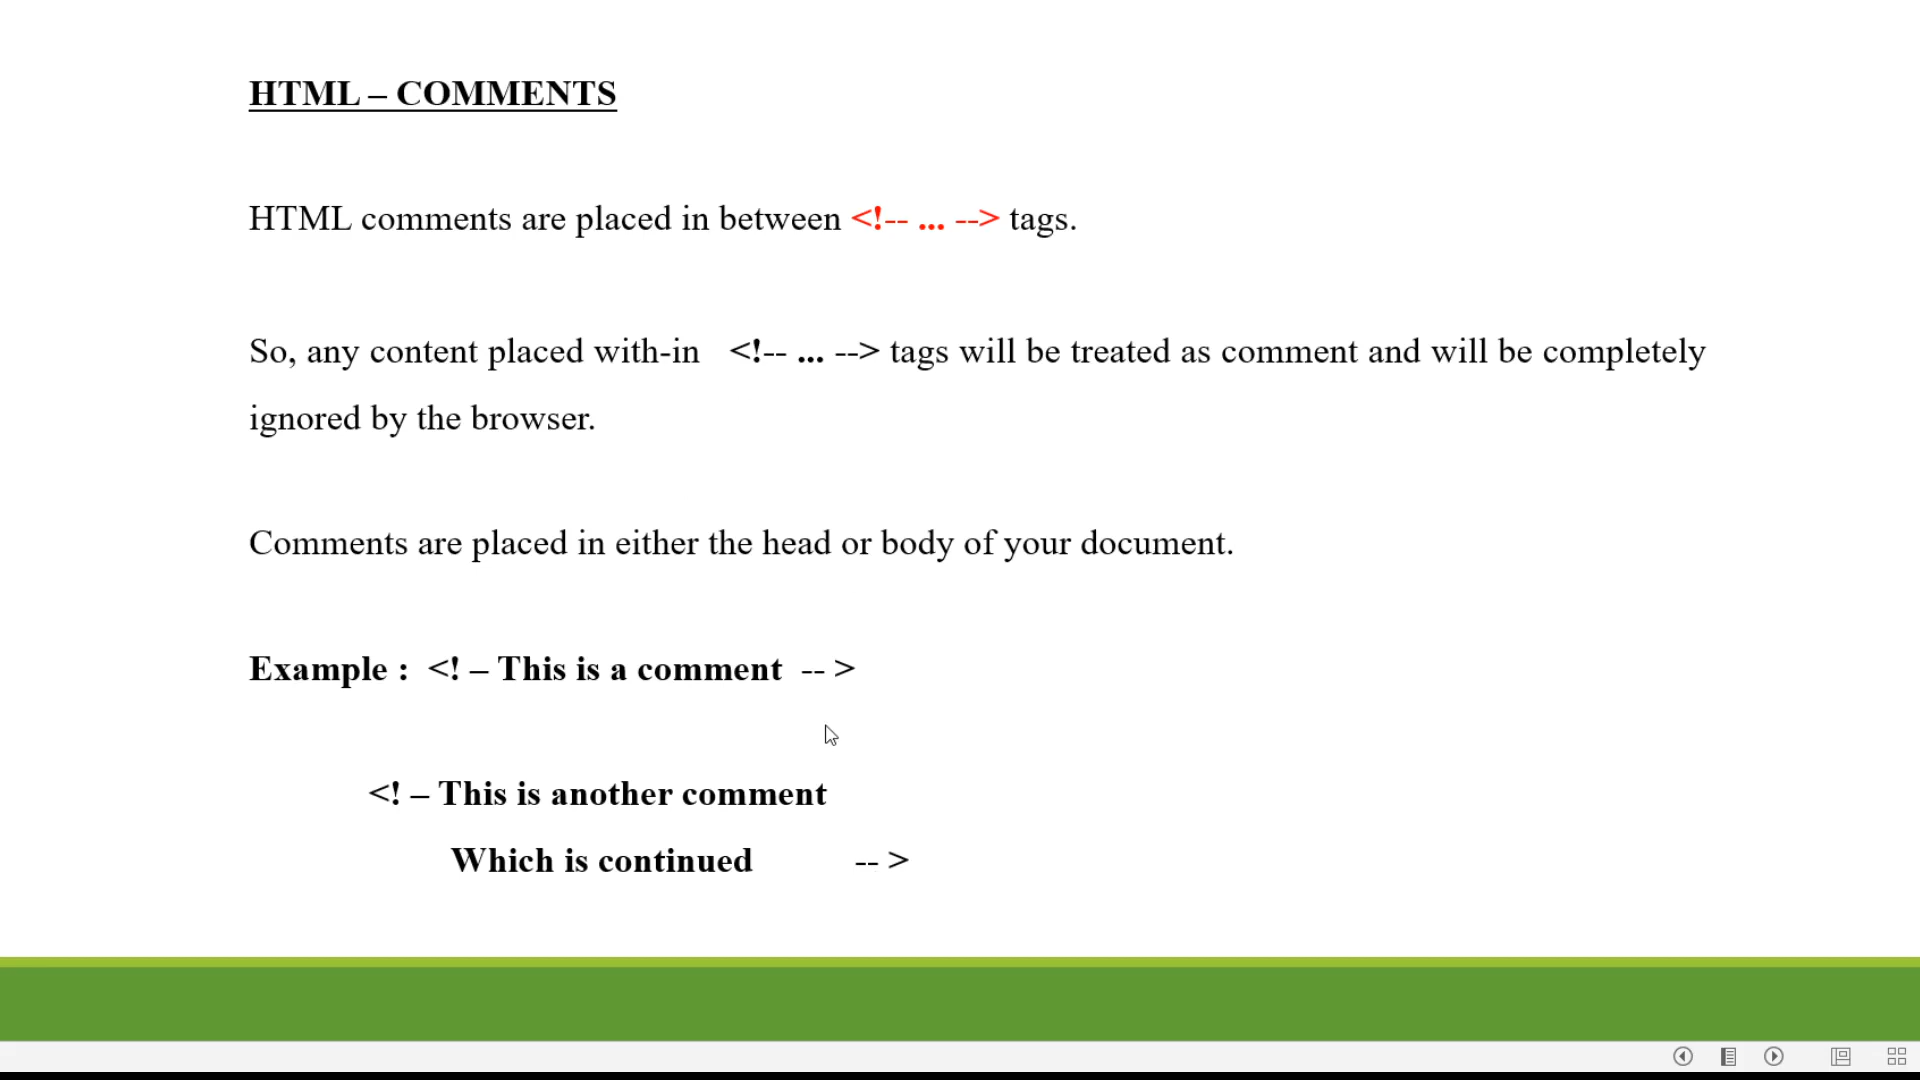 HTML – COMMENTS
HTML comments are placed in between <!-- ... --> tags.
So, any content placed with-in <!-- ... --> tags will be treated as comment and will be completely
ignored by the browser.
Comments are placed in either the head or body of your document.
Example : <! – This is a comment -- >
<! – This is another comment
Which is continued -- >